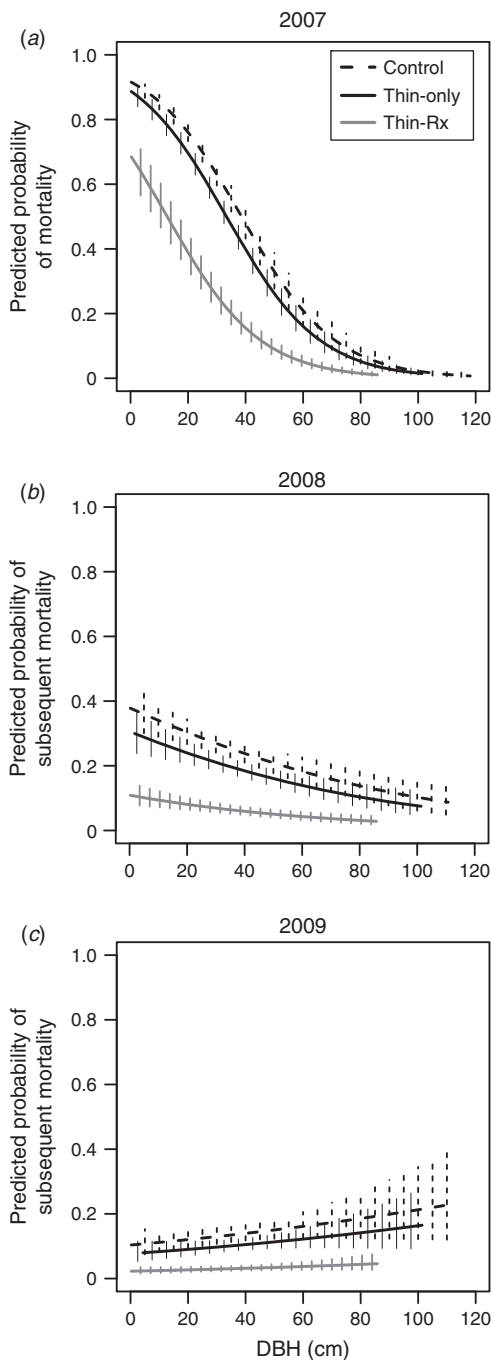 2007
(a)
Control
Thin-only
Thin-Rx
Predicted probability
of mortality
1.0
0.8
0.6
0.4
0.2
0
0 20 40 60 80 100 120
2008
(b)
Predicted probability of
subsequent mortality
1.0
0.8
0.6
0.4
0.2
0
0 20 40 60 80 100 120
2009
(c)
Predicted probability of
subsequent mortality
1.0
0.8
0.6
0.4
0.2
0
0 20 40 60 80 100 120
DBH (cm)